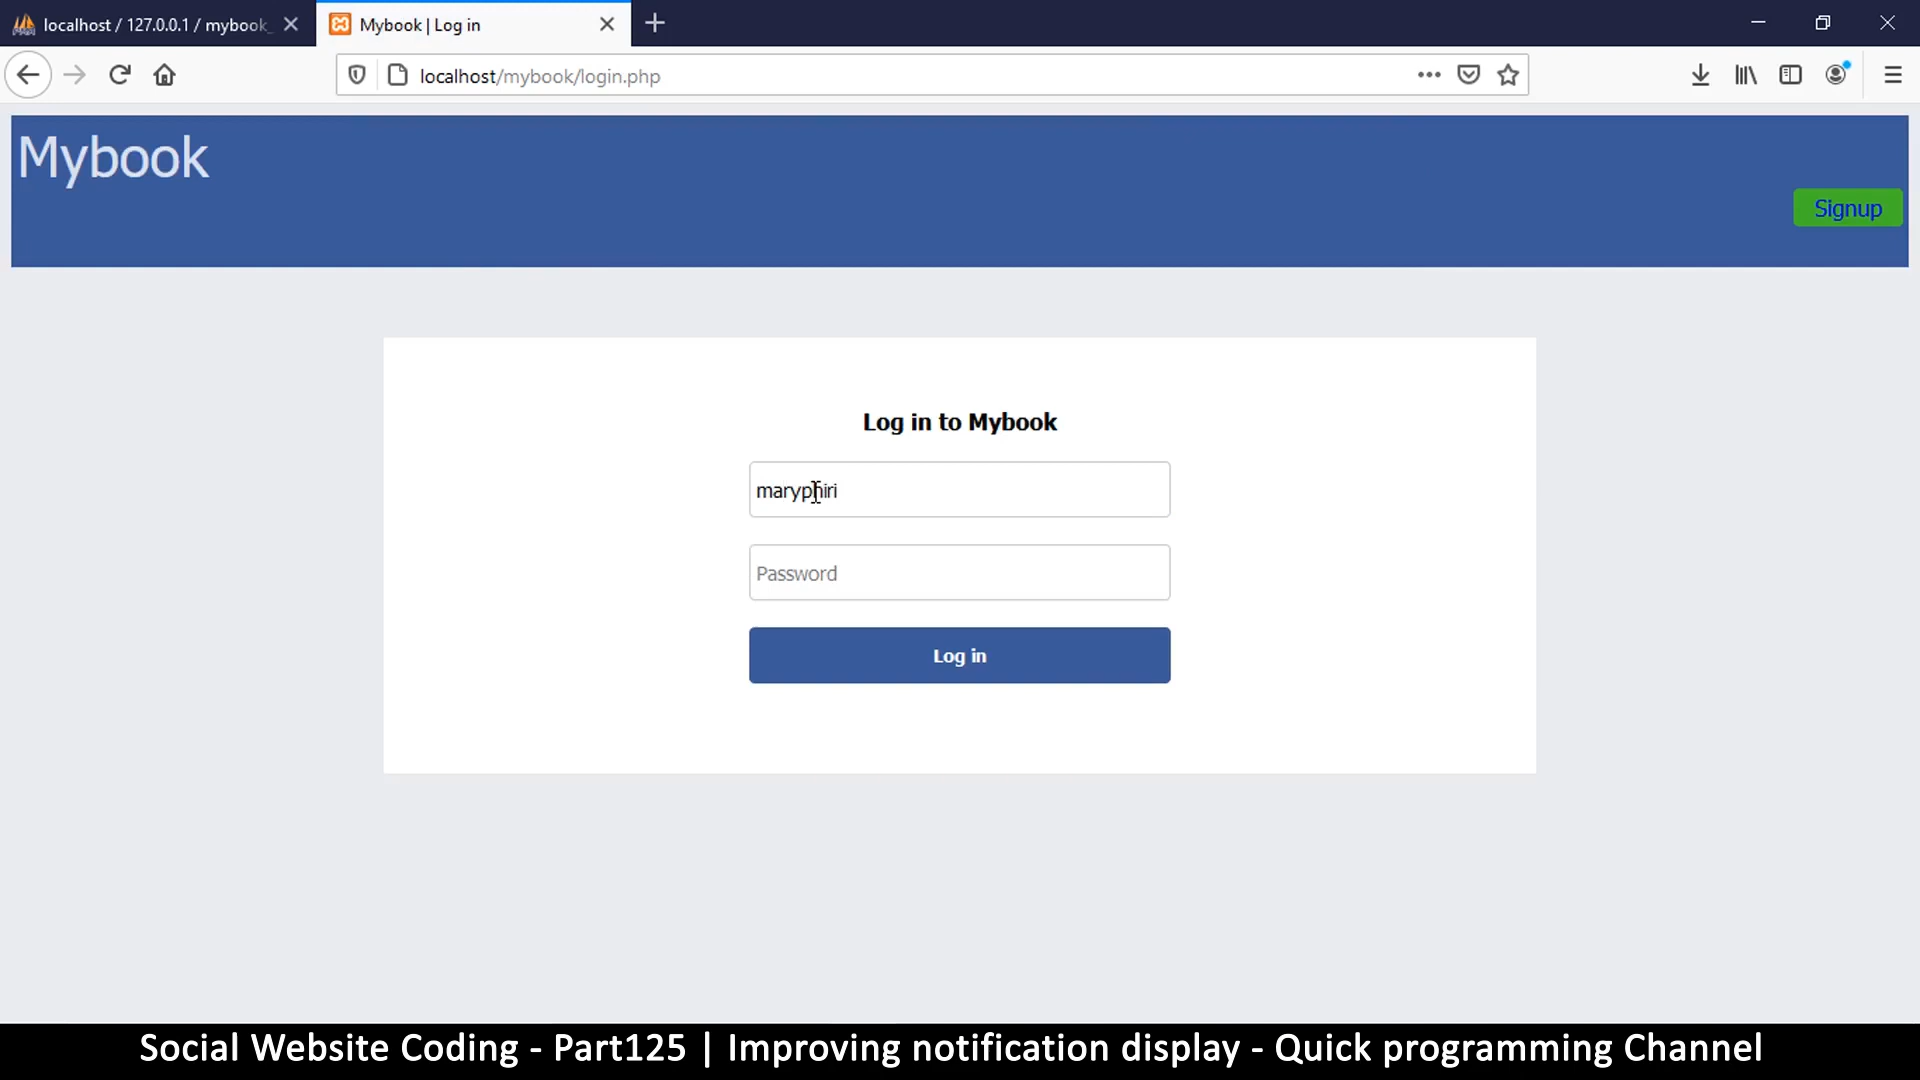 localhost / 127.0.0.1 / mybook_
Mybook | Log in
localhost/mybook/login.php
Mybook
Signup
Log in to Mybook
maryphiri
Password
Log in
Social Website Coding - Part125 | Improving notification display - Quick programming Channel